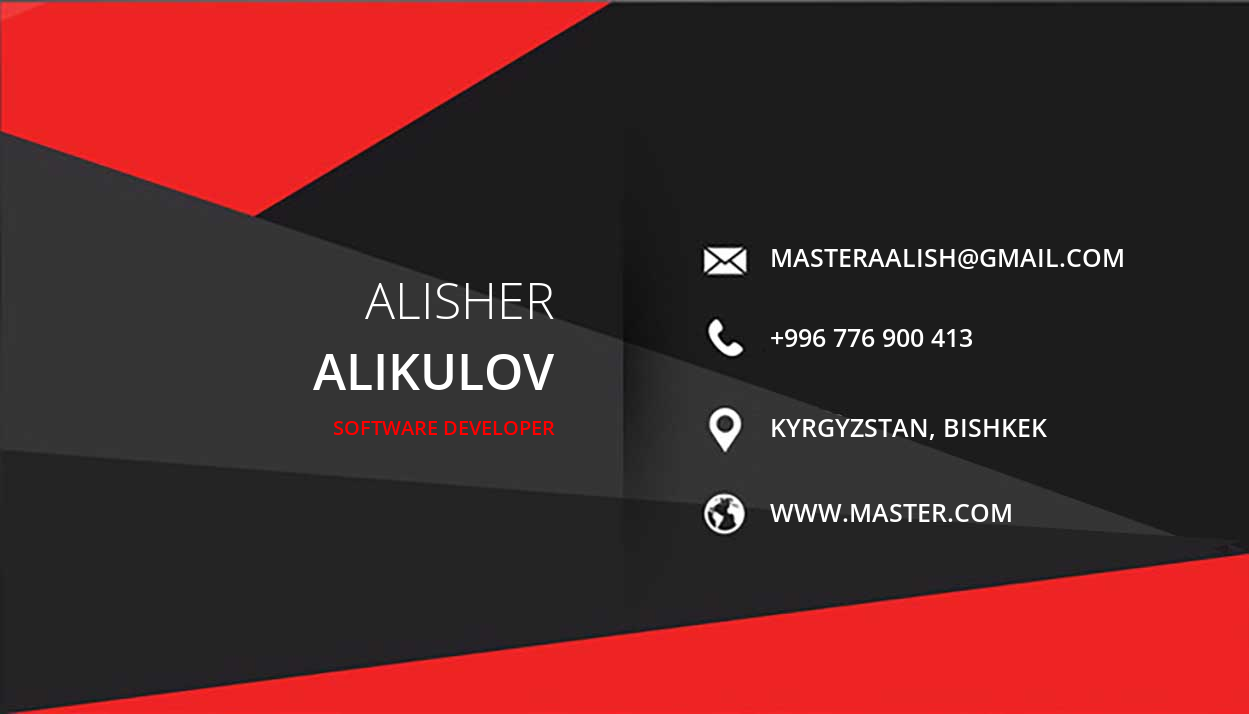 ALISHER
ALIKULOV
SOFTWARE DEVELOPER
MASTERAALISH@GMAIL.COM
+996 776 900 413
KYRGYZSTAN, BISHKEK
WWW.MASTER.COM